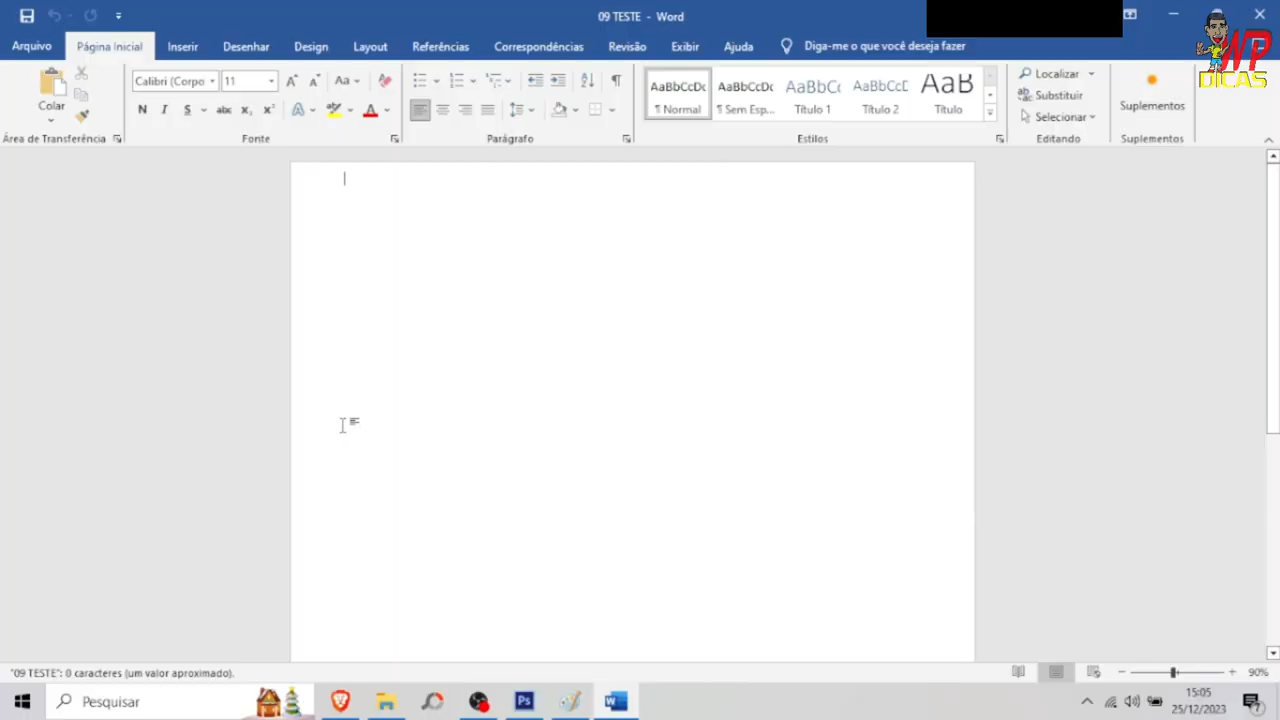 09 TESTE - Word
WP
DICAS
Arquivo Página Inicial Inserir Desenhar Design Layout Referências Correspondências Revisão Exibir Ajuda Diga-me o que você deseja fazer
Colar
Área de Transferência
Calibri (Corpo 11
Aa
N I S abc X₂ X² A A
Fonte
Parágrafo
AaBbCcDc AaBbCcDc AaBbCc AaBbCcD AaB
¶ Normal ¶ Sem Esp... Título 1 Título 2 Título
Estilos
Localizar
Substituir
Selecionar
Editando
Suplementos
Suplementos
"09 TESTE": 0 caracteres (um valor aproximado).
90%
Pesquisar
Ps
15:05
25/12/2023